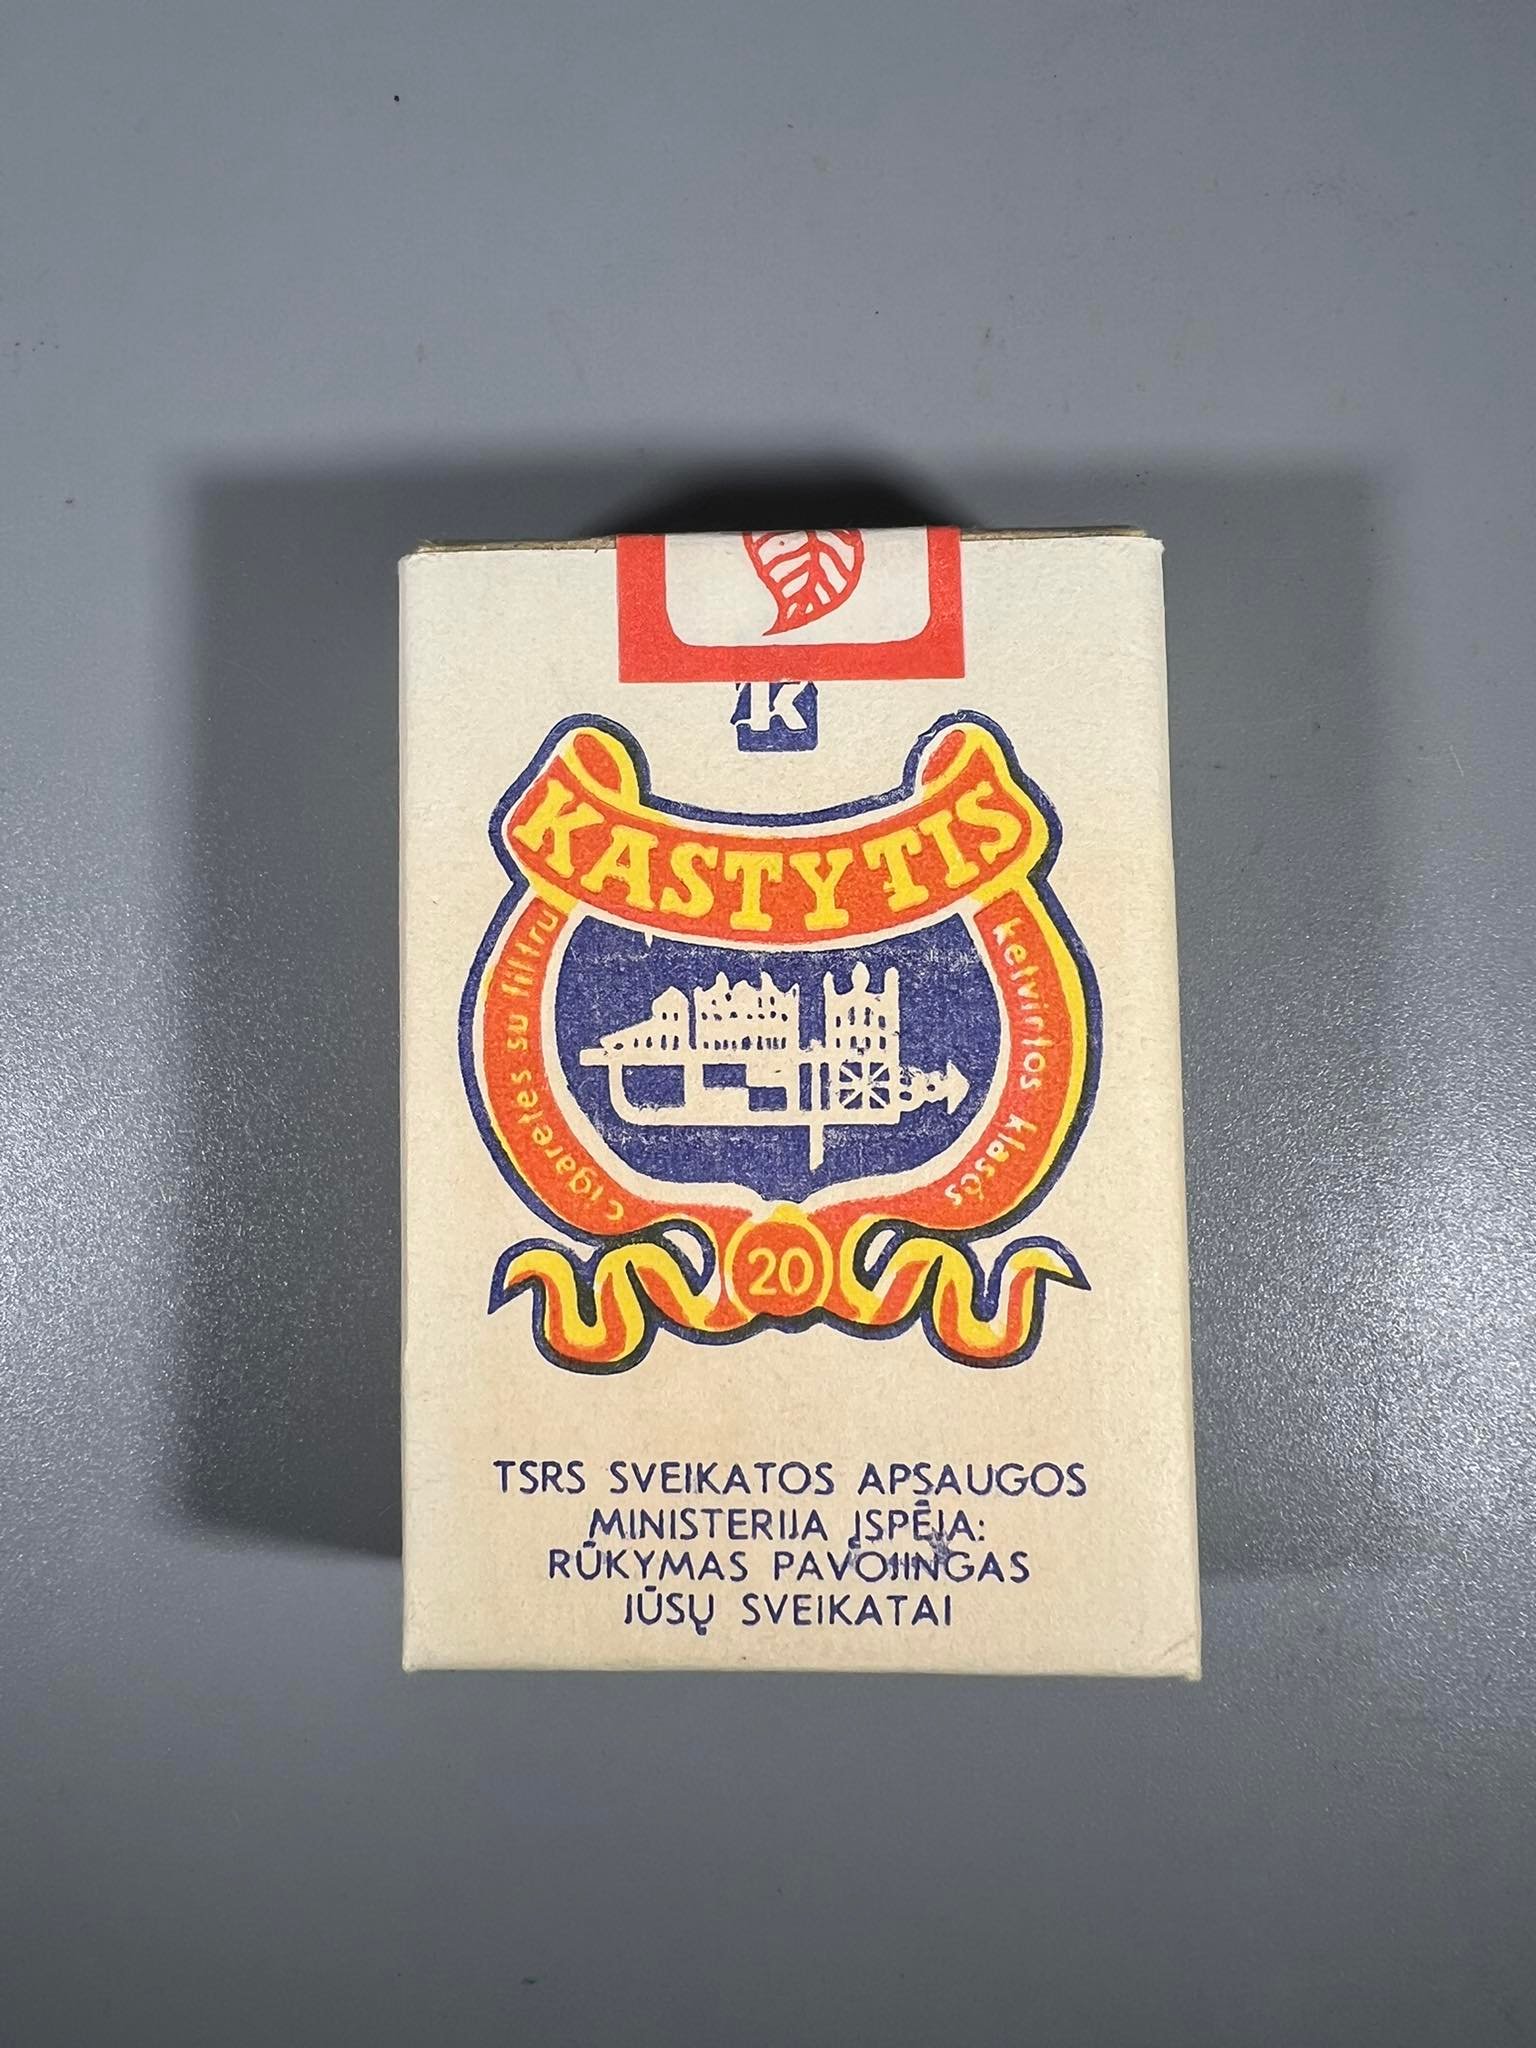 K
KASTYTIS
cigaretės su filtru
ketvirtos klasės
20
TSRS SVEIKATOS APSAUGOS
MINISTERIJA ĮSPĖJA:
RŪKYMAS PAVOJINGAS
JŪSŲ SVEIKATAI